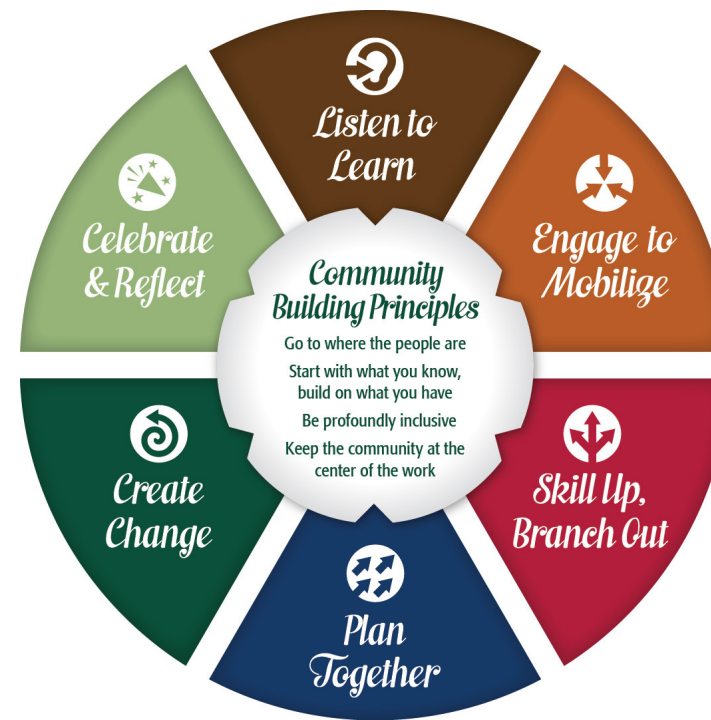 Listen to
Learn
Engage to
Mobilize
Skill Up,
Branch Out
Plan
Together
Create
Change
Celebrate
& Reflect
Community
Building Principles
Go to where the people are
Start with what you know,
build on what you have
Be profoundly inclusive
Keep the community at the
center of the work